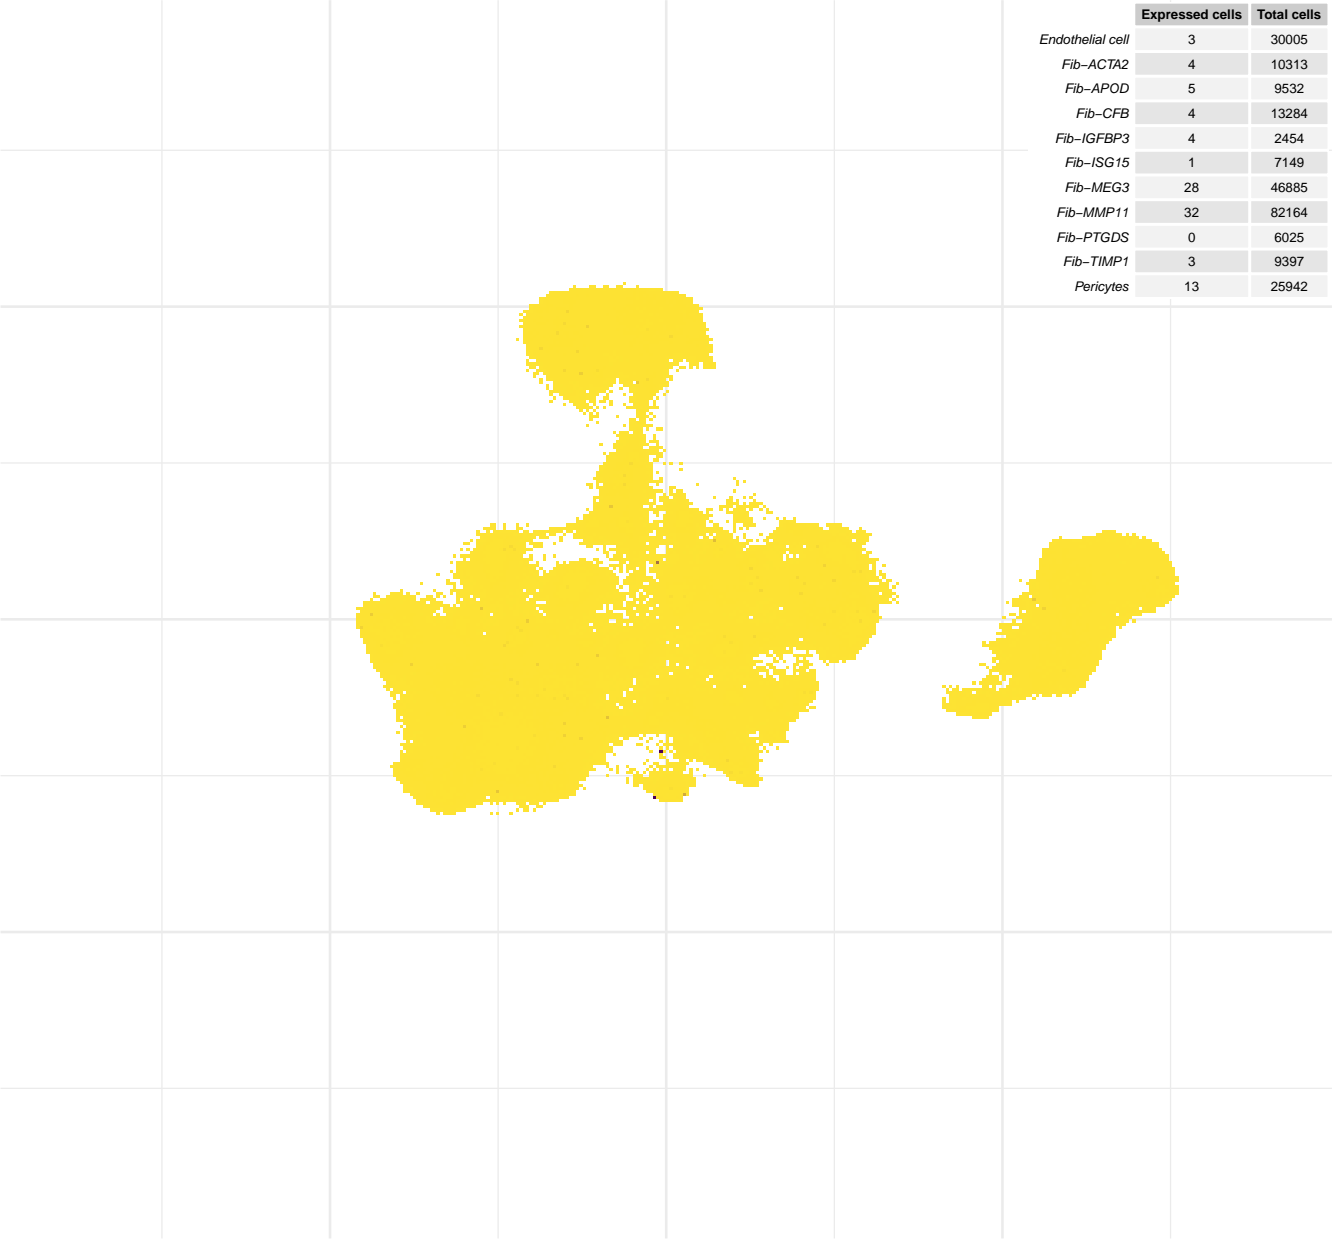 Expressed cells Total cells
Endothelial cell 3 30005
Fib−ACTA2 4 10313
Fib−APOD 5 9532
Fib−CFB 4 13284
Fib−IGFBP3 4 2454
Fib−ISG15 1 7149
Fib−MEG3 28 46885
Fib−MMP11 32 82164
Fib−PTGDS 0 6025
Fib−TIMP1 3 9397
Pericytes 13 25942